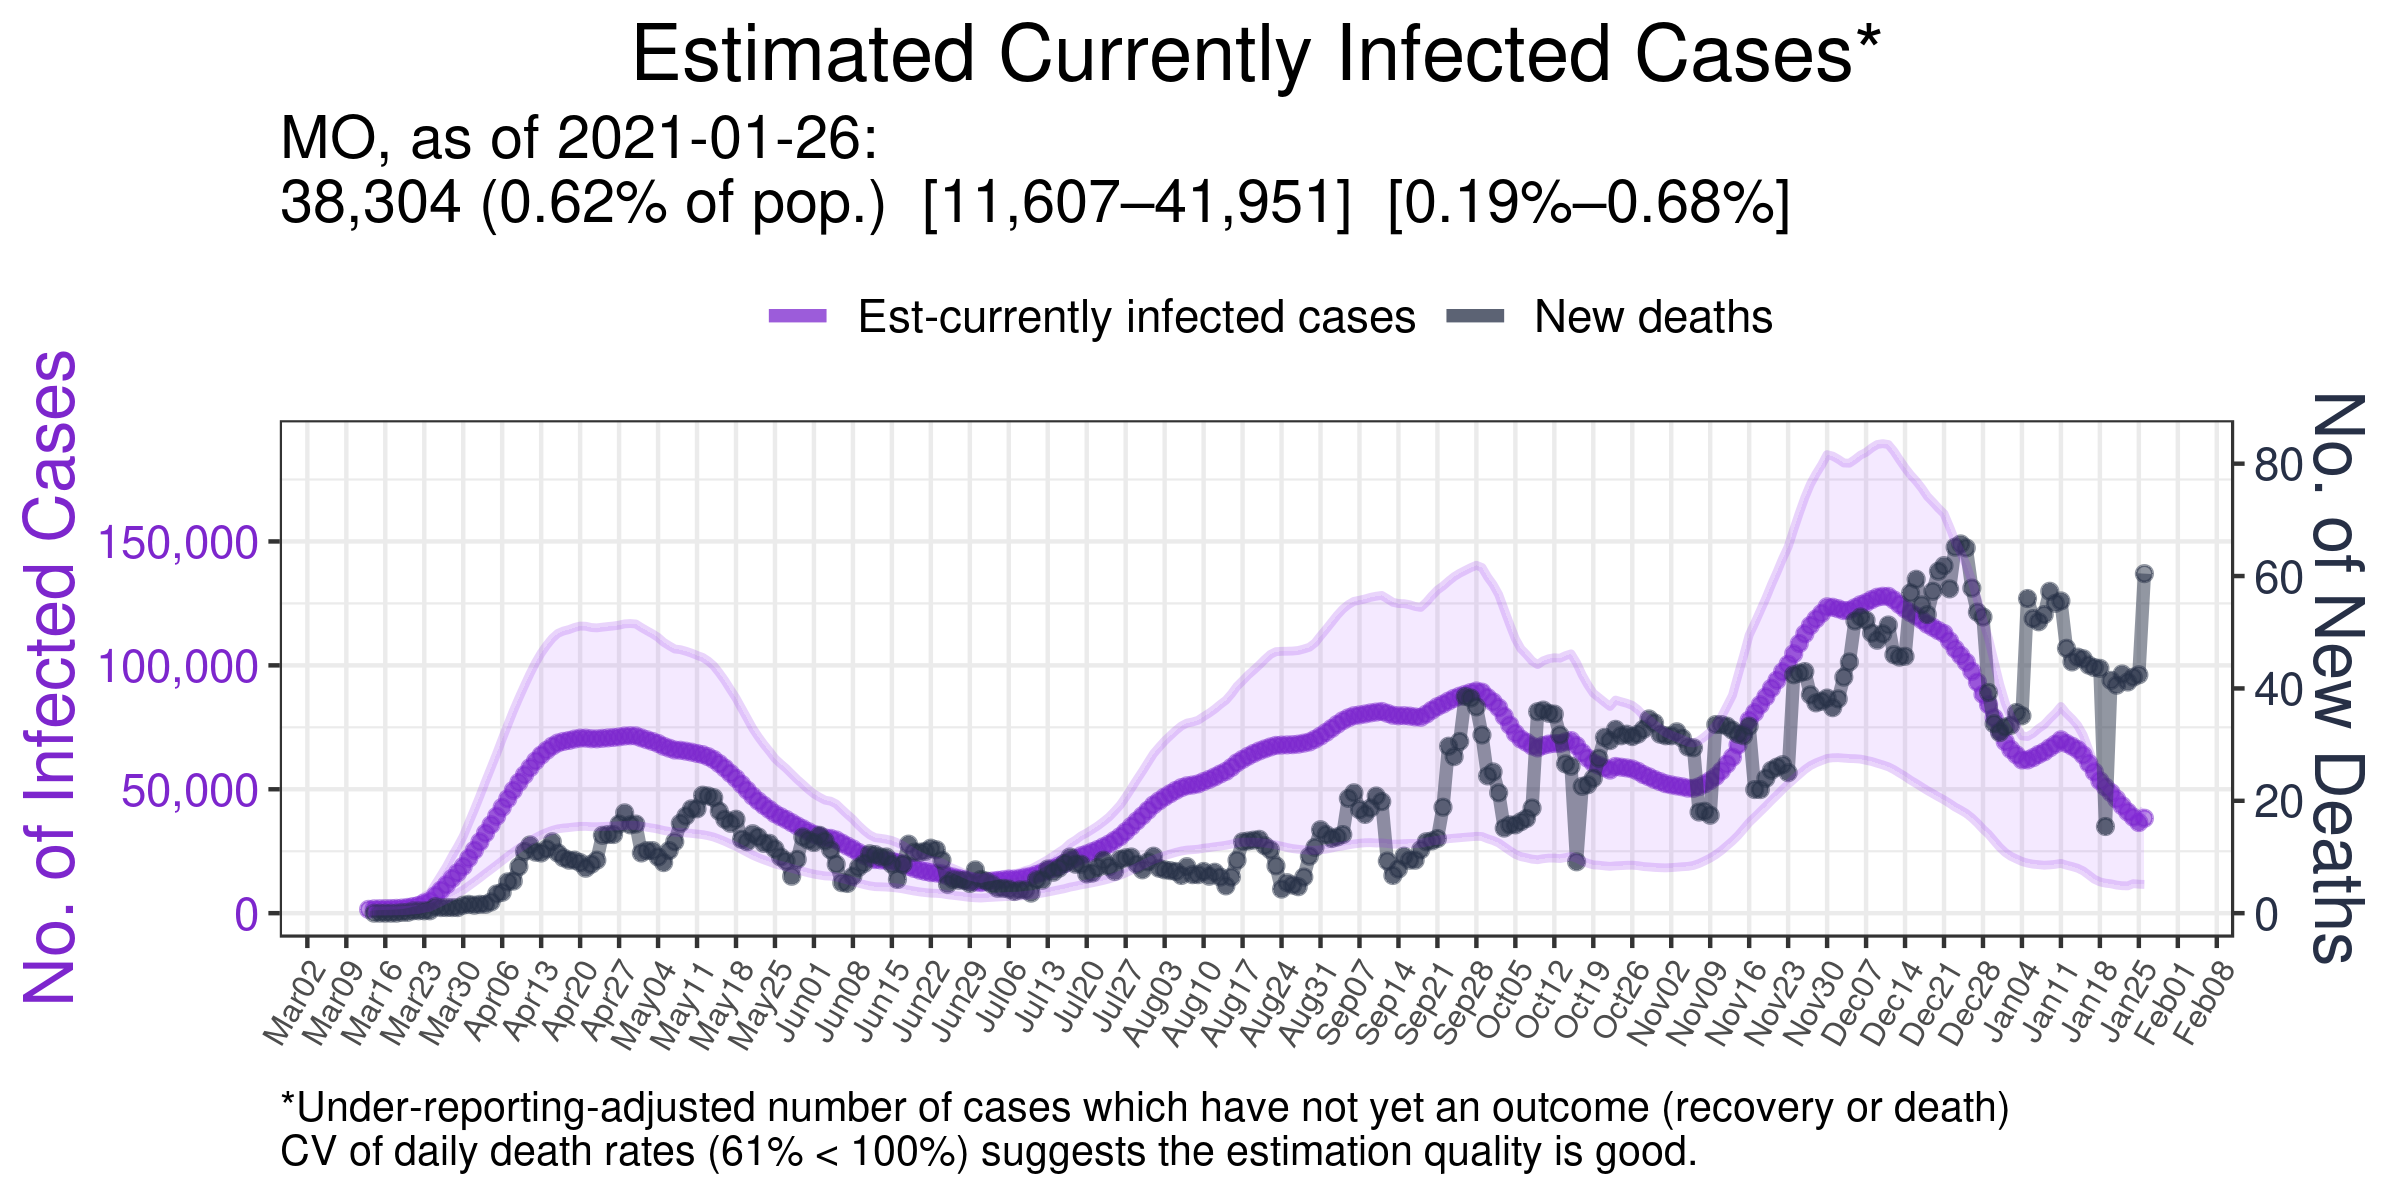 Estimated Currently Infected Cases*
MO, as of 2021-01-26:
38,304 (0.62% of pop.) [11,607–41,951] [0.19%–0.68%]
Est-currently infected cases
New deaths
No. of Infected Cases
150,000
100,000
50,000
0
No. of New Deaths
80
60
40
20
0
Mar02
Mar09
Mar16
Mar23
Mar30
Apr06
Apr13
Apr20
Apr27
May04
May11
May18
May25
Jun01
Jun08
Jun15
Jun22
Jun29
Jul06
Jul13
Jul20
Jul27
Aug03
Aug10
Aug17
Aug24
Aug31
Sep07
Sep14
Sep21
Sep28
Oct05
Oct12
Oct19
Oct26
Nov02
Nov09
Nov16
Nov23
Nov30
Dec07
Dec14
Dec21
Dec28
Jan04
Jan11
Jan18
Jan25
Feb01
Feb08
*Under-reporting-adjusted number of cases which have not yet an outcome (recovery or death)
CV of daily death rates (61% < 100%) suggests the estimation quality is good.